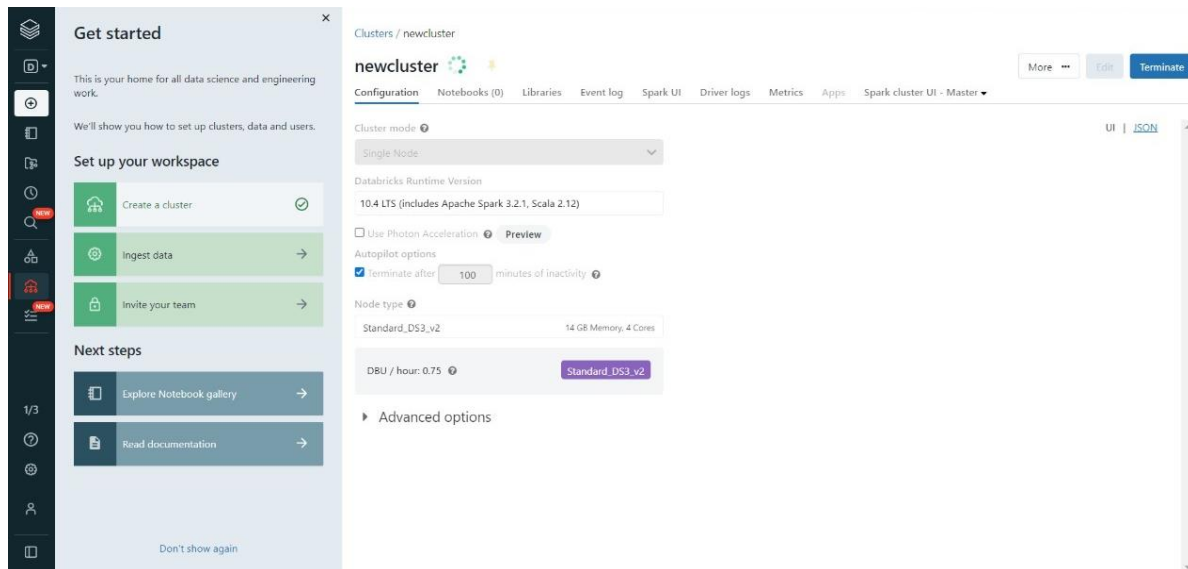 Get started
This is your home for all data science and engineering
work.
We'll show you how to set up clusters, data and users.
Set up your workspace
Create a cluster
Ingest data
Invite your team
Next steps
Explore Notebook gallery
Read documentation
Don't show again
D
NEW
NEW
1/3
Clusters / newcluster
newcluster
More ... Edit Terminate
Configuration Notebooks (0) Libraries Event log Spark UI Driver logs Metrics Apps Spark cluster UI - Master
UI | JSON
Cluster mode
Single Node
Databricks Runtime Version
10.4 LTS (includes Apache Spark 3.2.1, Scala 2.12)
Use Photon Acceleration Preview
Autopilot options
Terminate after 100 minutes of inactivity
Node type
Standard_DS3_v2 14 GB Memory, 4 Cores
DBU / hour: 0.75 Standard_DS3_v2
Advanced options